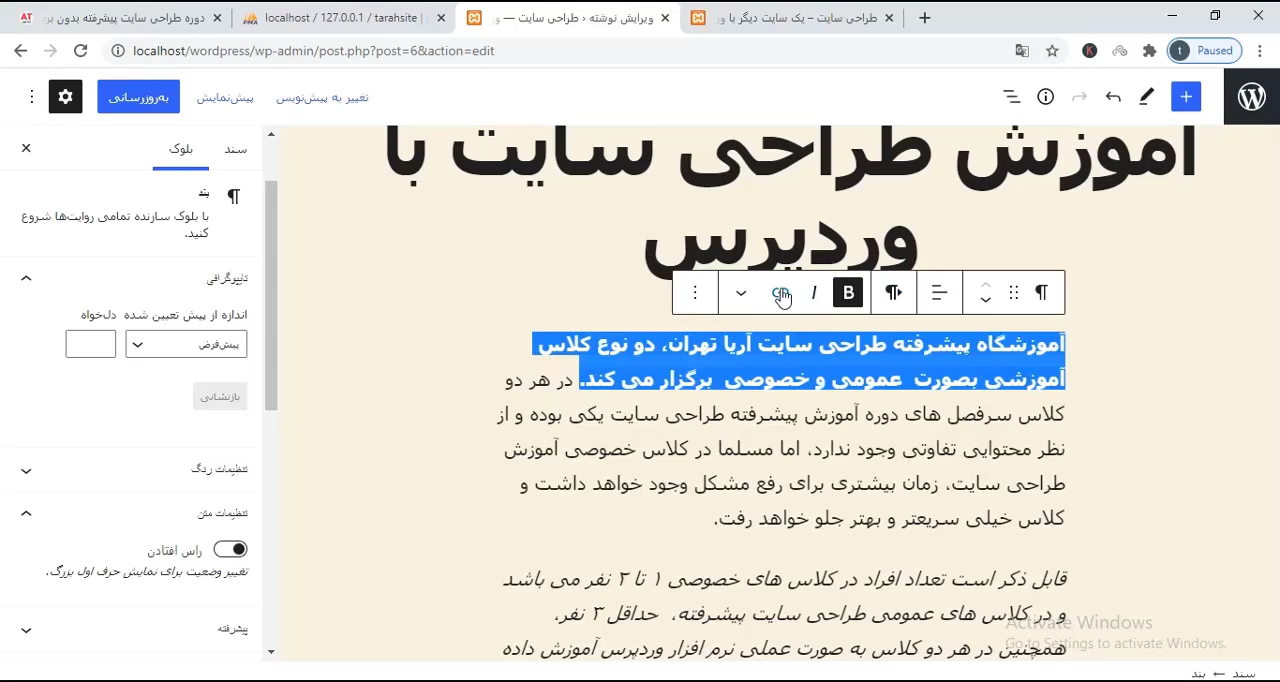 دوره طراحی سایت پیشرفته بدون بر
localhost / 127.0.0.1 / tarahsite |
ویرایش نوشته ‹ طراحی سایت — و
طراحی سایت – یک سایت دیگر با ور
localhost/wordpress/wp-admin/post.php?post=6&action=edit
Paused
به‌روزرسانی
پیش‌نمایش
تغییر به پیش‌نویس
سند
بلوک
بند
با بلوک سازنده تمامی روایت‌ها شروع
کنید.
تایپوگرافی
اندازه از پیش تعیین شده
دلخواه
پیش‌فرض
بازنشانی
تنظیمات رنگ
تنظیمات متن
راس افتادن
تغییر وضعیت برای نمایش حرف اول بزرگ.
پیشرفته
آموزش طراحی سایت با
وردپرس
B
I
آموزشگاه پیشرفته طراحی سایت آریا تهران، دو نوع کلاس
آموزشی بصورت عمومی و خصوصی برگزار می کند. در هر دو
کلاس سرفصل های دوره آموزش پیشرفته طراحی سایت یکی بوده و از
نظر محتوایی تفاوتی وجود ندارد، اما مسلما در کلاس خصوصی آموزش
طراحی سایت، زمان بیشتری برای رفع مشکل وجود خواهد داشت و
کلاس خیلی سریعتر و بهتر جلو خواهد رفت.
قابل ذکر است تعداد افراد در کلاس های خصوصی ۱ تا ۲ نفر می باشد
و در کلاس های عمومی طراحی سایت پیشرفته، حداقل ۳ نفر،
همچنین در هر دو کلاس به صورت عملی نرم افزار وردپرس آموزش داده
Activate Windows
Go to Settings to activate Windows.
سند ← بند